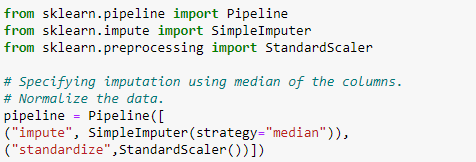 from sklearn.pipeline import Pipeline
from sklearn.impute import SimpleImputer
from sklearn.preprocessing import StandardScaler
# Specifying imputation using median of the columns.
# Normalize the data.
pipeline = Pipeline([
("impute", SimpleImputer(strategy="median")),
("standardize",StandardScaler())])